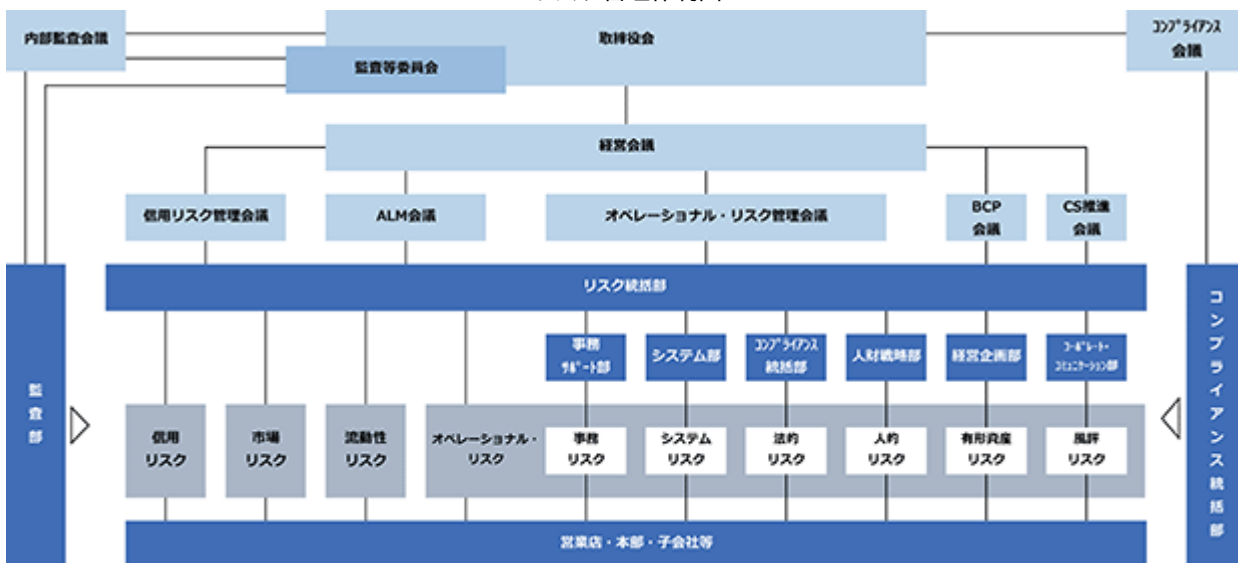 内部監査会議
取締役会
コンプライアンス
会議
監査等委員会
経営会議
信用リスク管理会議
ALM会議
オペレーショナル・リスク管理会議
BCP
会議
CS推進
会議
リスク統括部
事務
サポート部
システム部
コンプライアンス
統括部
人財戦略部
経営企画部
コーポレート・
コミュニケーション部
監査部
コンプライアンス統括部
信用
リスク
市場
リスク
流動性
リスク
オペレーショナル・
リスク
事務
リスク
システム
リスク
法的
リスク
人的
リスク
有形資産
リスク
風評
リスク
営業店・本部・子会社等